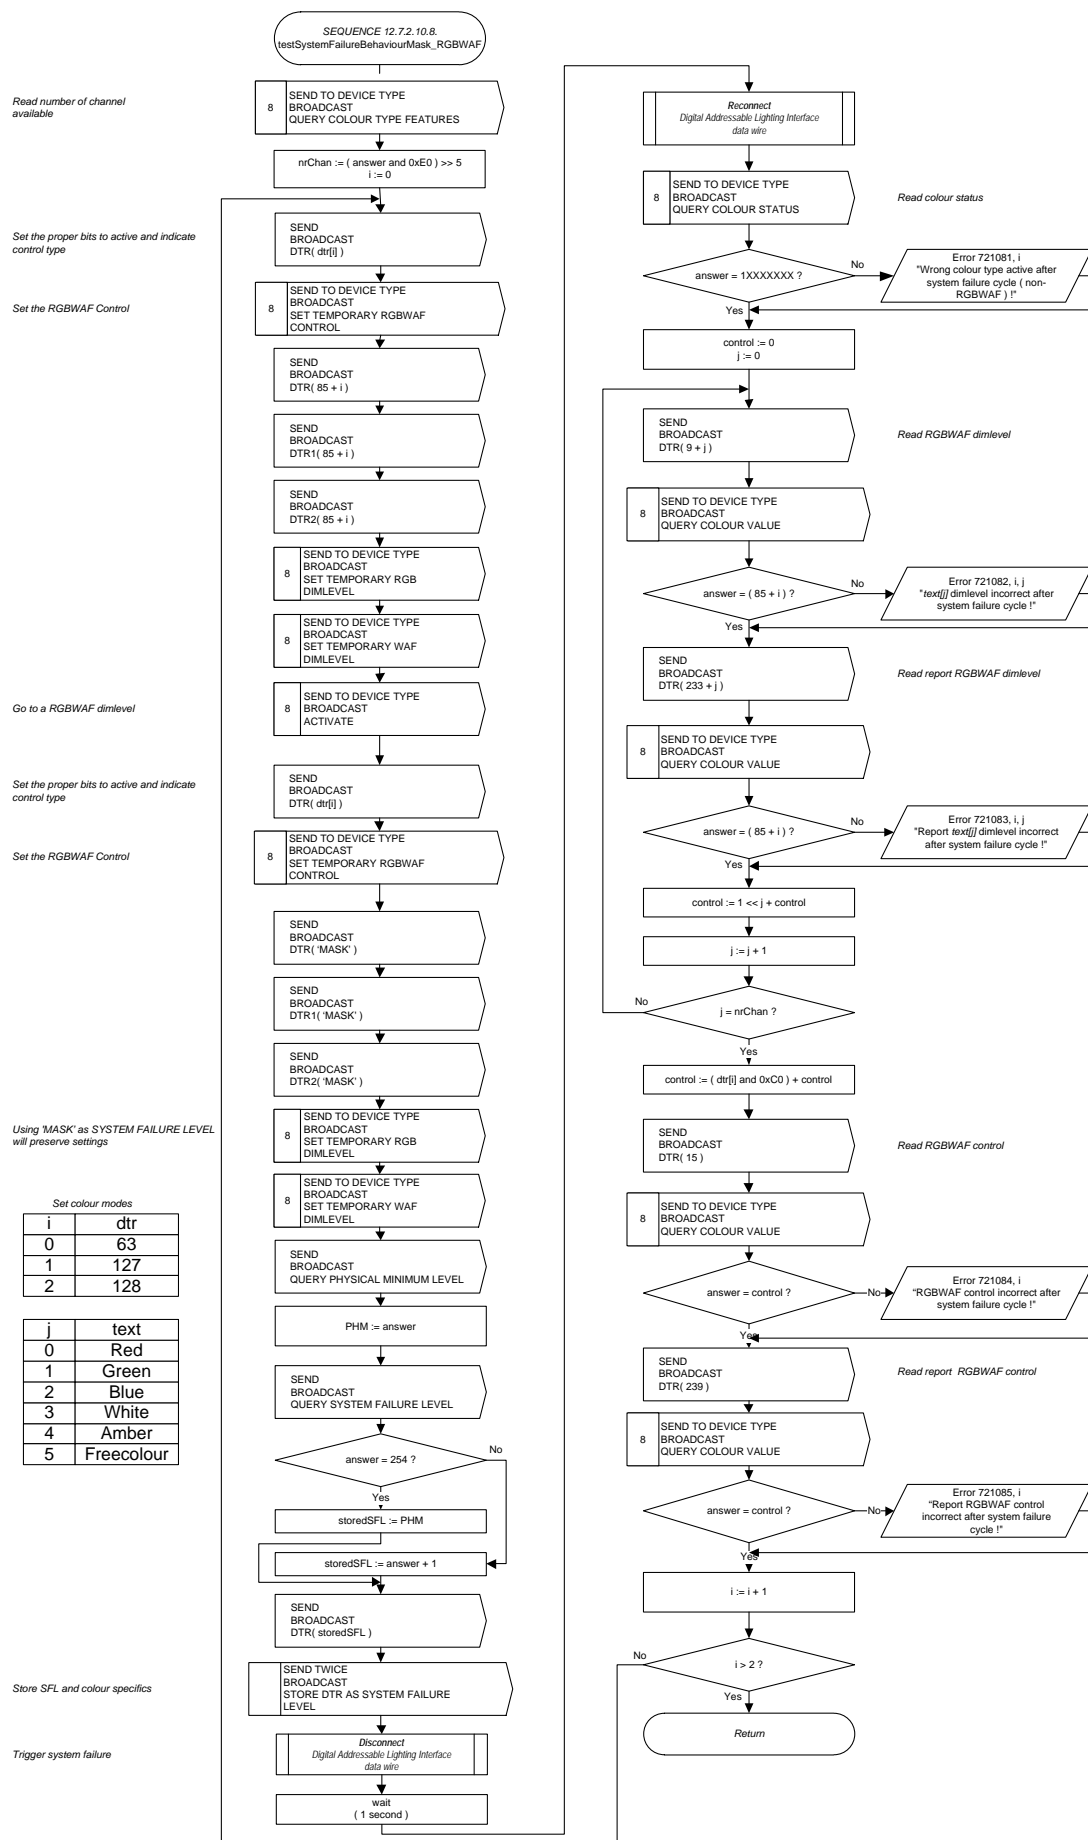 SEQUENCE 12.7.2.10.8.
testSystemFailureBehaviourMask_RGBWAF
Read number of channel
available
8
SEND TO DEVICE TYPE
BROADCAST
QUERY COLOUR TYPE FEATURES
nrChan := ( answer and 0xE0 ) >> 5
i := 0
Set the proper bits to active and indicate
control type
SEND
BROADCAST
DTR( dtr[i] )
Set the RGBWAF Control
8
SEND TO DEVICE TYPE
BROADCAST
SET TEMPORARY RGBWAF
CONTROL
SEND
BROADCAST
DTR( 85 + i )
SEND
BROADCAST
DTR1( 85 + i )
SEND
BROADCAST
DTR2( 85 + i )
8
SEND TO DEVICE TYPE
BROADCAST
SET TEMPORARY RGB
DIMLEVEL
8
SEND TO DEVICE TYPE
BROADCAST
SET TEMPORARY WAF
DIMLEVEL
Go to a RGBWAF dimlevel
8
SEND TO DEVICE TYPE
BROADCAST
ACTIVATE
Set the proper bits to active and indicate
control type
SEND
BROADCAST
DTR( dtr[i] )
Set the RGBWAF Control
8
SEND TO DEVICE TYPE
BROADCAST
SET TEMPORARY RGBWAF
CONTROL
SEND
BROADCAST
DTR( ‘MASK’ )
SEND
BROADCAST
DTR1( ‘MASK’ )
SEND
BROADCAST
DTR2( ‘MASK’ )
Using 'MASK' as SYSTEM FAILURE LEVEL
will preserve settings
8
SEND TO DEVICE TYPE
BROADCAST
SET TEMPORARY RGB
DIMLEVEL
8
SEND TO DEVICE TYPE
BROADCAST
SET TEMPORARY WAF
DIMLEVEL
Set colour modes
i dtr
0 63
1 127
2 128
j text
0 Red
1 Green
2 Blue
3 White
4 Amber
5 Freecolour
SEND
BROADCAST
QUERY PHYSICAL MINIMUM LEVEL
PHM := answer
SEND
BROADCAST
QUERY SYSTEM FAILURE LEVEL
answer = 254 ?
No
Yes
storedSFL := PHM
storedSFL := answer + 1
SEND
BROADCAST
DTR( storedSFL )
Store SFL and colour specifics
SEND TWICE
BROADCAST
STORE DTR AS SYSTEM FAILURE
LEVEL
Trigger system failure
Disconnect
Digital Addressable Lighting Interface
data wire
wait
( 1 second )
Reconnect
Digital Addressable Lighting Interface
data wire
8
SEND TO DEVICE TYPE
BROADCAST
QUERY COLOUR STATUS
Read colour status
answer = 1XXXXXXX ?
No
Error 721081, i
"Wrong colour type active after
system failure cycle ( non-
RGBWAF ) !"
Yes
control := 0
j := 0
SEND
BROADCAST
DTR( 9 + j )
Read RGBWAF dimlevel
8
SEND TO DEVICE TYPE
BROADCAST
QUERY COLOUR VALUE
answer = ( 85 + i ) ?
No
Error 721082, i, j
"text[j] dimlevel incorrect after
system failure cycle !"
Yes
SEND
BROADCAST
DTR( 233 + j )
Read report RGBWAF dimlevel
8
SEND TO DEVICE TYPE
BROADCAST
QUERY COLOUR VALUE
answer = ( 85 + i ) ?
No
Error 721083, i, j
"Report text[j] dimlevel incorrect
after system failure cycle !"
Yes
control := 1 << j + control
j := j + 1
No
j = nrChan ?
Yes
control := ( dtr[i] and 0xC0 ) + control
SEND
BROADCAST
DTR( 15 )
Read RGBWAF control
8
SEND TO DEVICE TYPE
BROADCAST
QUERY COLOUR VALUE
answer = control ?
No
Error 721084, i
"RGBWAF control incorrect after
system failure cycle !"
Yes
SEND
BROADCAST
DTR( 239 )
Read report RGBWAF control
8
SEND TO DEVICE TYPE
BROADCAST
QUERY COLOUR VALUE
answer = control ?
No
Error 721085, i
"Report RGBWAF control
incorrect after system failure
cycle !"
Yes
i := i + 1
No
i > 2 ?
Yes
Return